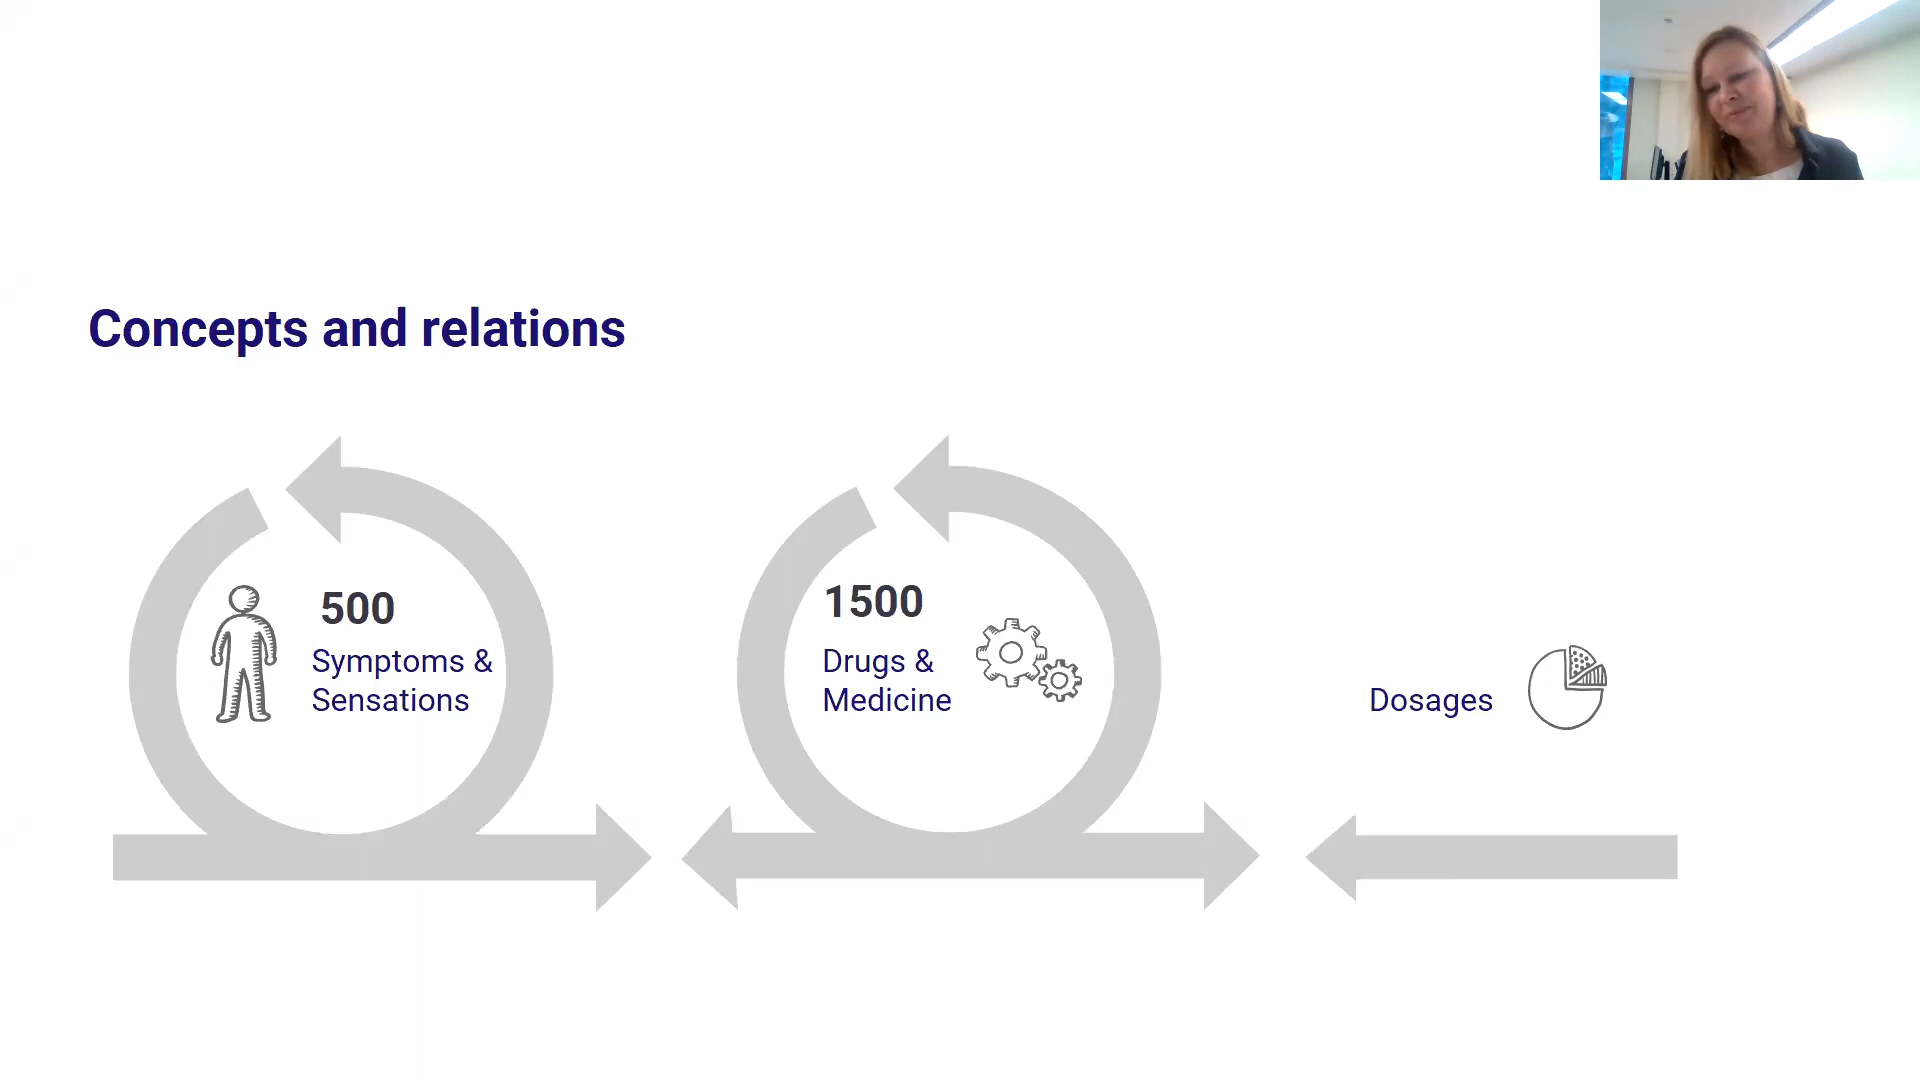 Concepts and relations
500
Symptoms &
Sensations
1500
Drugs &
Medicine
Dosages